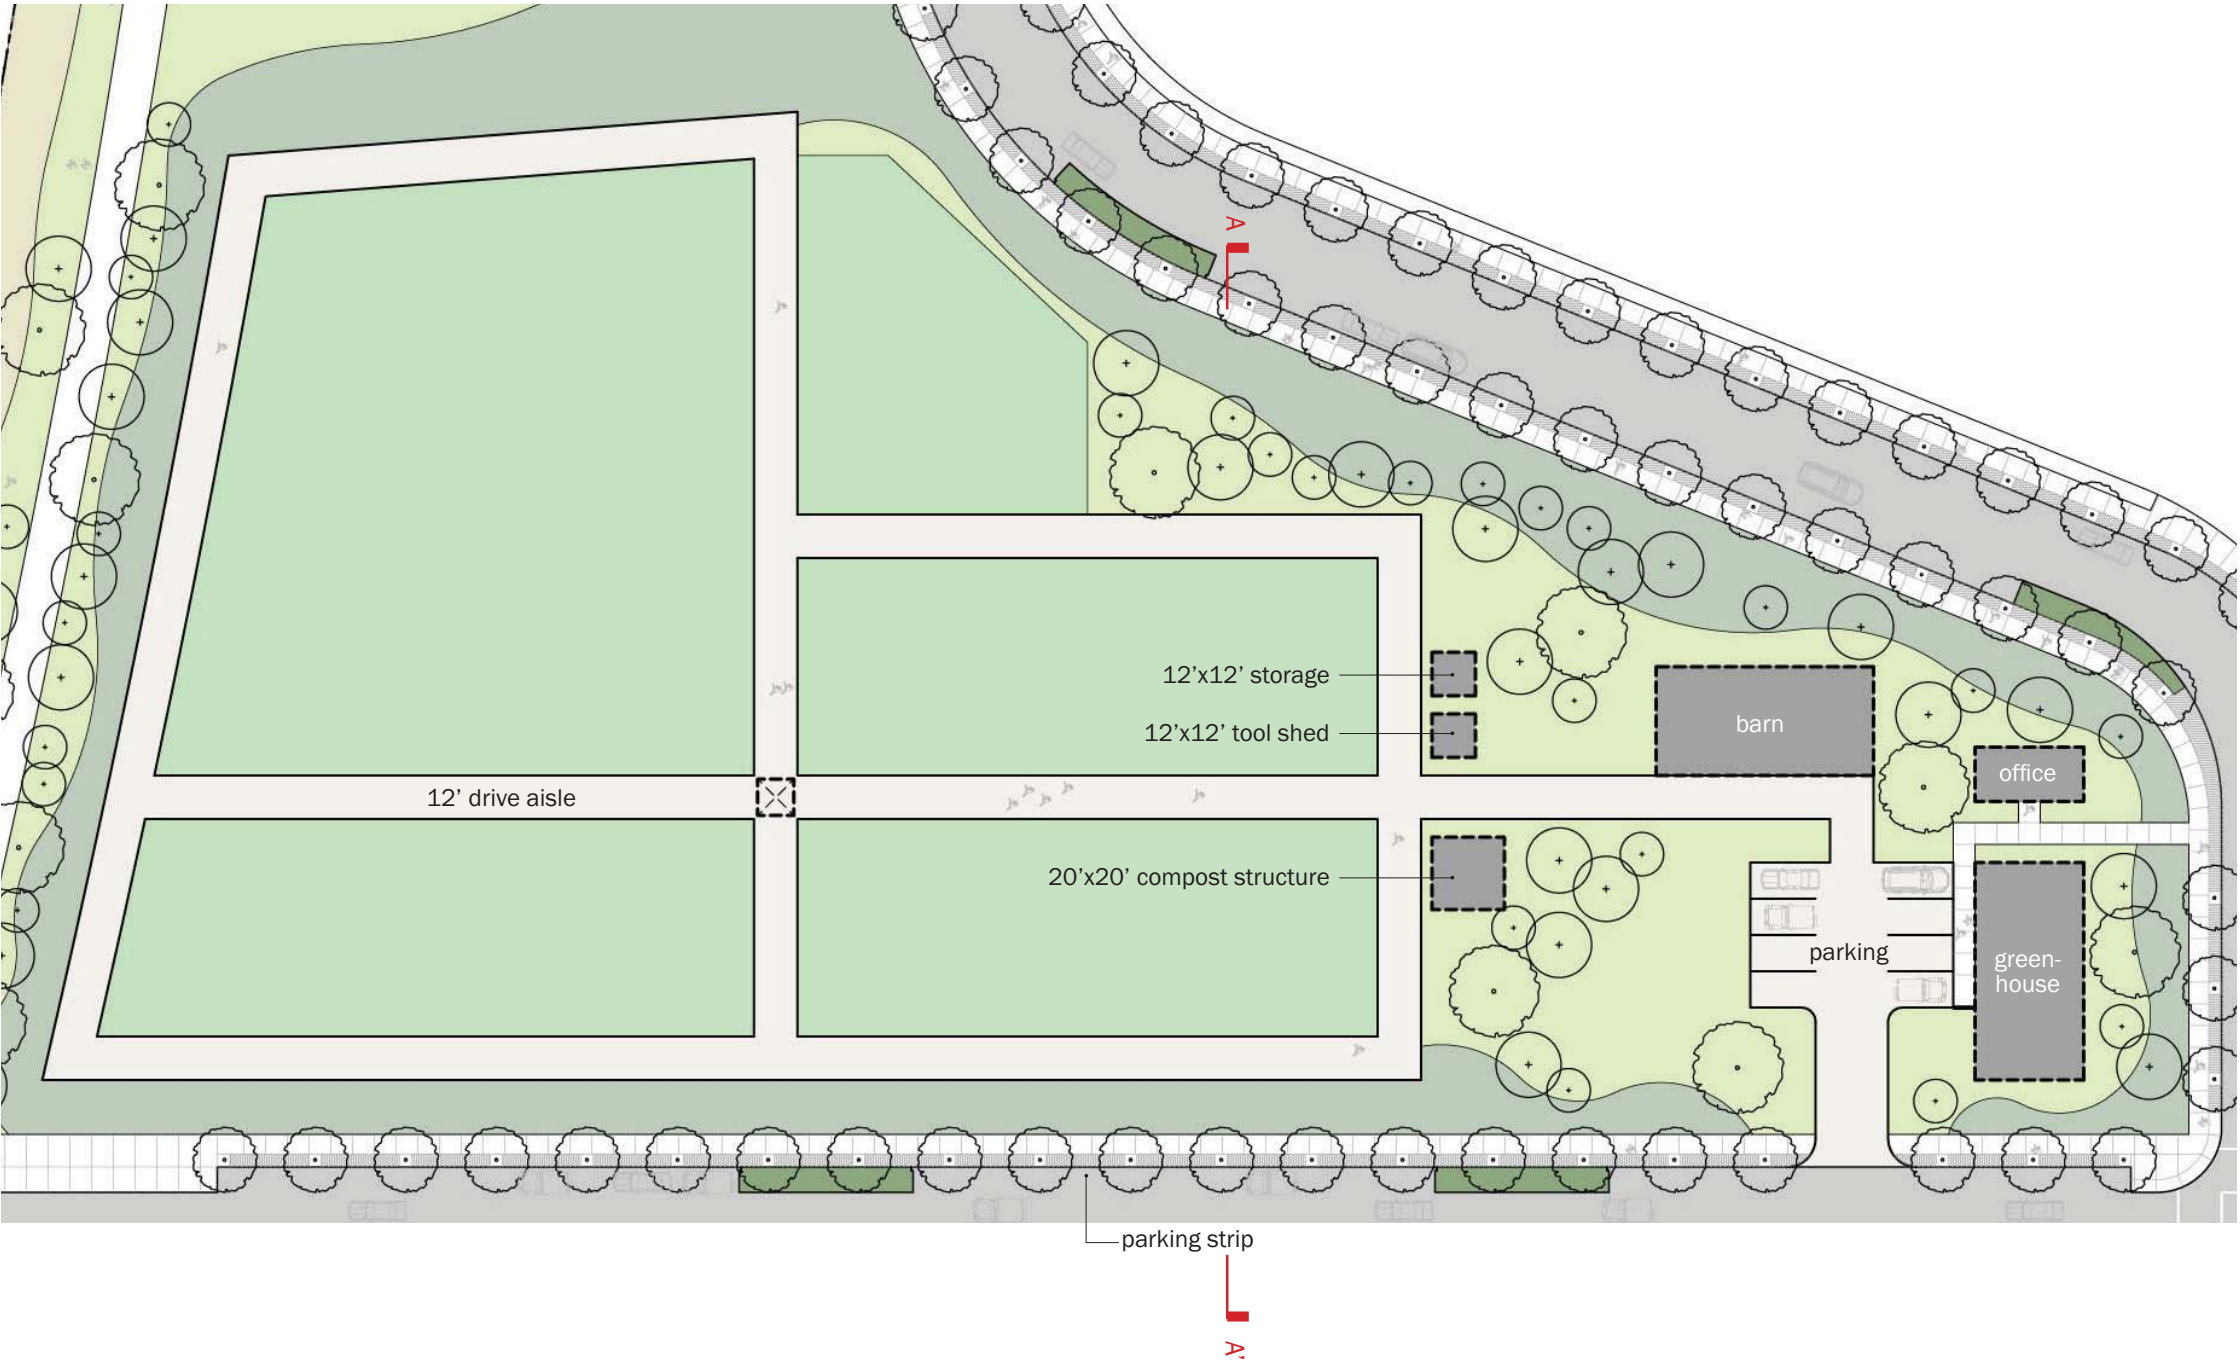 A
12’x12’ storage
12’x12’ tool shed
barn
office
12’ drive aisle
20’x20’ compost structure
parking
green-
house
parking strip
A’